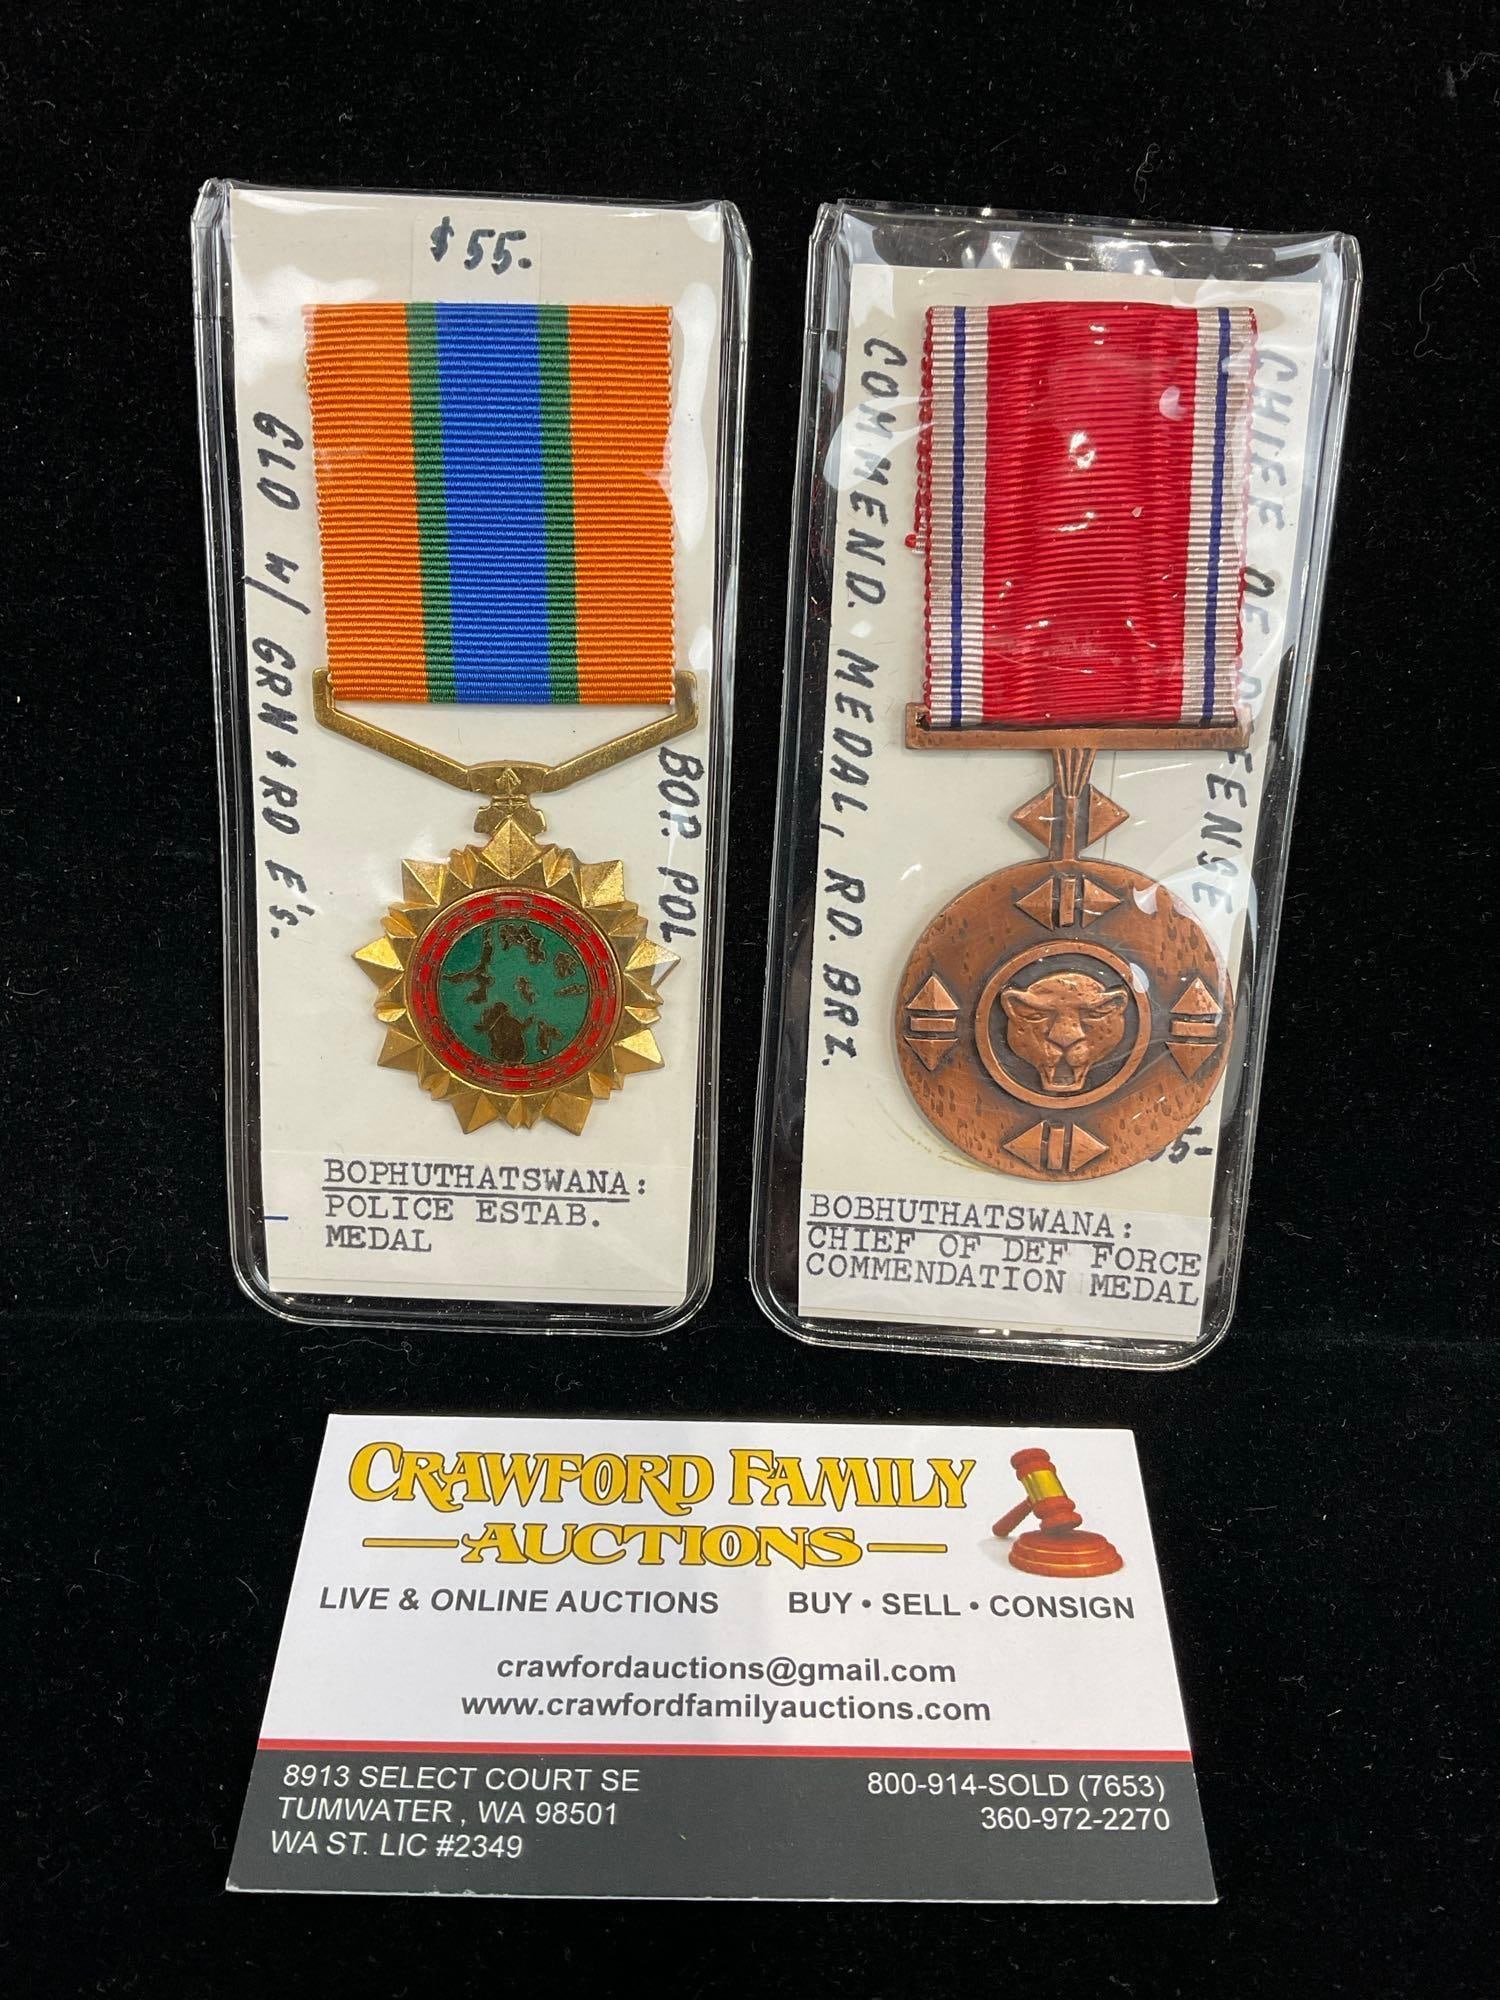 $55.
GLD W/ GRN + RD E's.
BOP. POL
BOPHUTHATSWANA:
POLICE ESTAB.
MEDAL
CHIEF OF DEFENSE
COMMEND. MEDAL, RD. BRZ.
5-
BOBHUTHATSWANA:
CHIEF OF DEF FORCE
COMMENDATION MEDAL
CRAWFORD FAMILY
AUCTIONS
LIVE & ONLINE AUCTIONS BUY • SELL • CONSIGN
crawfordauctions@gmail.com
www.crawfordfamilyauctions.com
8913 SELECT COURT SE
TUMWATER , WA 98501
WA ST. LIC #2349
800-914-SOLD (7653)
360-972-2270